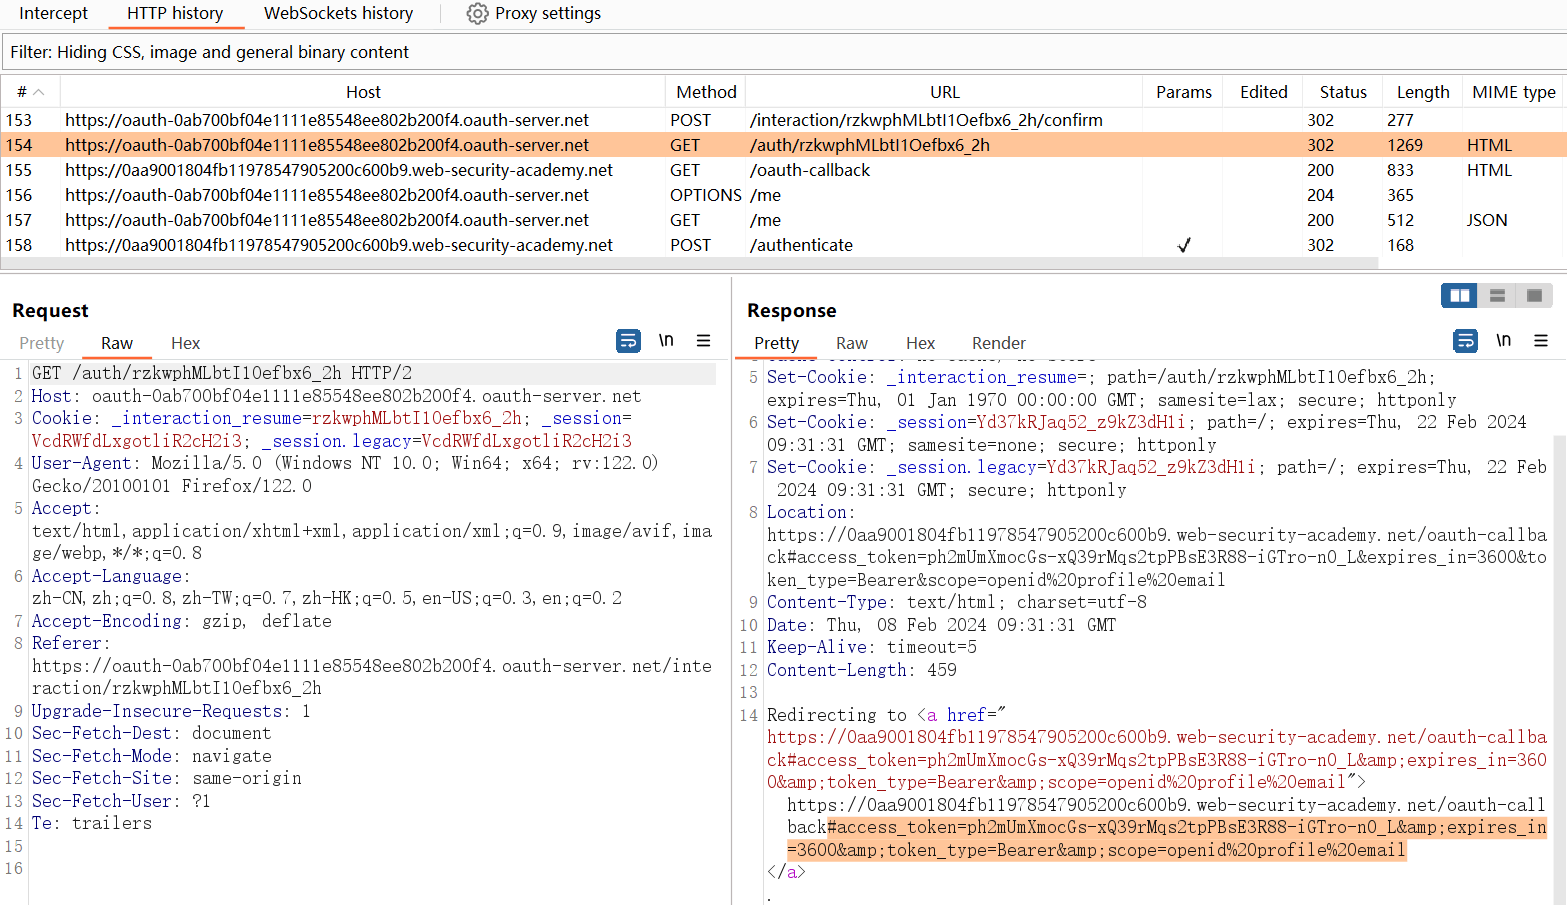 Intercept HTTP history WebSockets history Proxy settings
Filter: Hiding CSS, image and general binary content
# Host Method URL Params Edited Status Length MIME type
153 https://oauth-0ab700bf04e1111e85548ee802b200f4.oauth-server.net POST /interaction/rzkwphMLbtI1Oefbx6_2h/confirm 302 277
154 https://oauth-0ab700bf04e1111e85548ee802b200f4.oauth-server.net GET /auth/rzkwphMLbtI1Oefbx6_2h 302 1269 HTML
155 https://0aa9001804fb11978547905200c600b9.web-security-academy.net GET /oauth-callback 200 833 HTML
156 https://oauth-0ab700bf04e1111e85548ee802b200f4.oauth-server.net OPTIONS /me 204 365
157 https://oauth-0ab700bf04e1111e85548ee802b200f4.oauth-server.net GET /me 200 512 JSON
158 https://0aa9001804fb11978547905200c600b9.web-security-academy.net POST /authenticate ✓ 302 168
Request
Pretty Raw Hex \n
1 GET /auth/rzkwphMLbtI1Oefbx6_2h HTTP/2
2 Host: oauth-0ab700bf04e1111e85548ee802b200f4.oauth-server.net
3 Cookie: _interaction_resume=rzkwphMLbtI1Oefbx6_2h; _session=
VcdRWfdLxgotliR2cH2i3; _session.legacy=VcdRWfdLxgotliR2cH2i3
4 User-Agent: Mozilla/5.0 (Windows NT 10.0; Win64; x64; rv:122.0)
Gecko/20100101 Firefox/122.0
5 Accept:
text/html,application/xhtml+xml,application/xml;q=0.9,image/avif,ima
ge/webp,*/*;q=0.8
6 Accept-Language:
zh-CN,zh;q=0.8,zh-TW;q=0.7,zh-HK;q=0.5,en-US;q=0.3,en;q=0.2
7 Accept-Encoding: gzip, deflate
8 Referer:
https://oauth-0ab700bf04e1111e85548ee802b200f4.oauth-server.net/inte
raction/rzkwphMLbtI1Oefbx6_2h
9 Upgrade-Insecure-Requests: 1
10 Sec-Fetch-Dest: document
11 Sec-Fetch-Mode: navigate
12 Sec-Fetch-Site: same-origin
13 Sec-Fetch-User: ?1
14 Te: trailers
15
16
Response
Pretty Raw Hex Render \n
5 Set-Cookie: _interaction_resume=; path=/auth/rzkwphMLbtI1Oefbx6_2h;
expires=Thu, 01 Jan 1970 00:00:00 GMT; samesite=lax; secure; httponly
6 Set-Cookie: _session=Yd37kRJaq52_z9kZ3dH1i; path=/; expires=Thu, 22 Feb 2024
09:31:31 GMT; samesite=none; secure; httponly
7 Set-Cookie: _session.legacy=Yd37kRJaq52_z9kZ3dH1i; path=/; expires=Thu, 22 Feb
2024 09:31:31 GMT; secure; httponly
8 Location:
https://0aa9001804fb11978547905200c600b9.web-security-academy.net/oauth-callba
ck#access_token=ph2mUmXmocGs-xQ39rMqs2tpPBsE3R88-iGTro-n0_L&expires_in=3600&to
ken_type=Bearer&scope=openid%20profile%20email
9 Content-Type: text/html; charset=utf-8
10 Date: Thu, 08 Feb 2024 09:31:31 GMT
11 Keep-Alive: timeout=5
12 Content-Length: 459
13
14 Redirecting to <a href="
https://0aa9001804fb11978547905200c600b9.web-security-academy.net/oauth-callba
ck#access_token=ph2mUmXmocGs-xQ39rMqs2tpPBsE3R88-iGTro-n0_L&amp;expires_in=360
0&amp;token_type=Bearer&amp;scope=openid%20profile%20email">
https://0aa9001804fb11978547905200c600b9.web-security-academy.net/oauth-call
back#access_token=ph2mUmXmocGs-xQ39rMqs2tpPBsE3R88-iGTro-n0_L&amp;expires_in
=3600&amp;token_type=Bearer&amp;scope=openid%20profile%20email
</a>
.